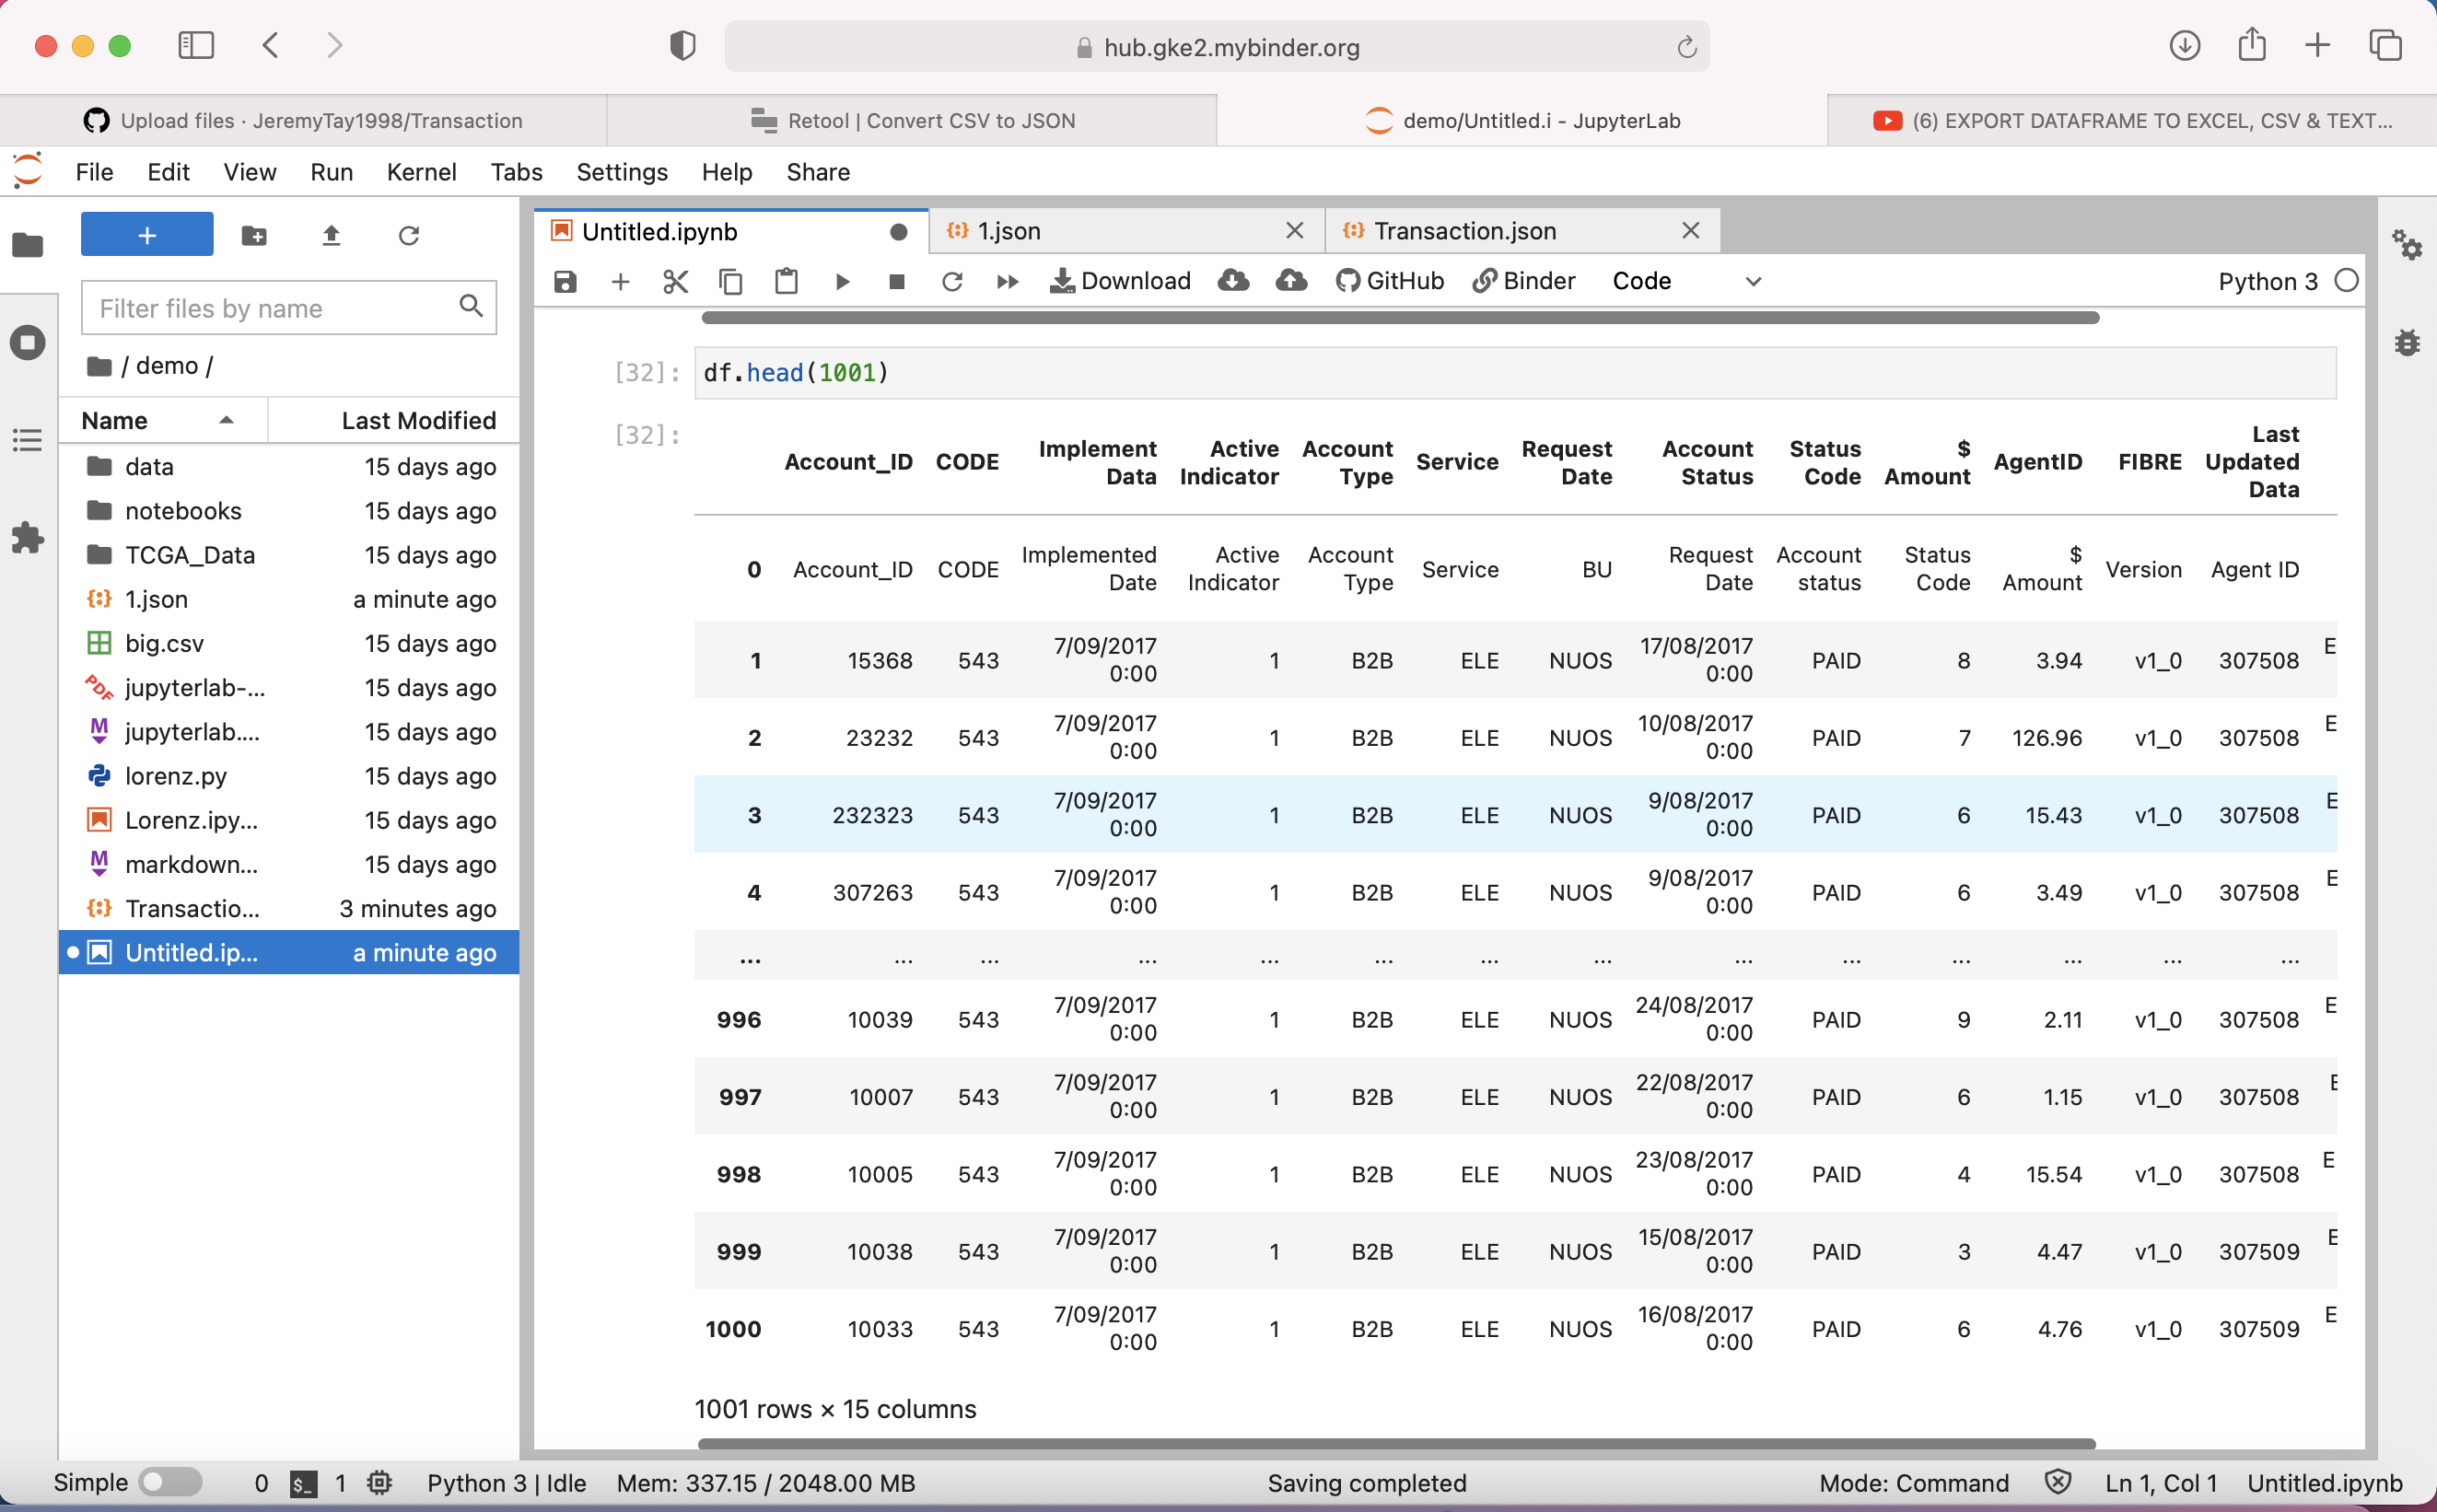 hub.gke2.mybinder.org
Upload files · JeremyTay1998/Transaction
Retool | Convert CSV to JSON
demo/Untitled.i - JupyterLab
(6) EXPORT DATAFRAME TO EXCEL, CSV & TEXT...
File Edit View Run Kernel Tabs Settings Help Share
+
Untitled.ipynb
1.json
Transaction.json
Download GitHub Binder Code Python 3
Filter files by name
/ demo /
Name Last Modified
data 15 days ago
notebooks 15 days ago
TCGA_Data 15 days ago
1.json a minute ago
big.csv 15 days ago
PDF jupyterlab-... 15 days ago
M jupyterlab.... 15 days ago
lorenz.py 15 days ago
Lorenz.ipy... 15 days ago
M markdown... 15 days ago
Transactio... 3 minutes ago
Untitled.ip... a minute ago
[32]: df.head(1001)
[32]:
Account_ID CODE Implement Data Active Indicator Account Type Service Request Date Account Status Status Code $ Amount AgentID FIBRE Last Updated Data
0 Account_ID CODE Implemented Date Active Indicator Account Type Service BU Request Date Account status Status Code $ Amount Version Agent ID
1 15368 543 7/09/2017 0:00 1 B2B ELE NUOS 17/08/2017 0:00 PAID 8 3.94 v1_0 307508 E
2 23232 543 7/09/2017 0:00 1 B2B ELE NUOS 10/08/2017 0:00 PAID 7 126.96 v1_0 307508 E
3 232323 543 7/09/2017 0:00 1 B2B ELE NUOS 9/08/2017 0:00 PAID 6 15.43 v1_0 307508 E
4 307263 543 7/09/2017 0:00 1 B2B ELE NUOS 9/08/2017 0:00 PAID 6 3.49 v1_0 307508 E
... ... ... ... ... ... ... ... ... ... ... ... ... ...
996 10039 543 7/09/2017 0:00 1 B2B ELE NUOS 24/08/2017 0:00 PAID 9 2.11 v1_0 307508 E
997 10007 543 7/09/2017 0:00 1 B2B ELE NUOS 22/08/2017 0:00 PAID 6 1.15 v1_0 307508 E
998 10005 543 7/09/2017 0:00 1 B2B ELE NUOS 23/08/2017 0:00 PAID 4 15.54 v1_0 307508 E
999 10038 543 7/09/2017 0:00 1 B2B ELE NUOS 15/08/2017 0:00 PAID 3 4.47 v1_0 307509 E
1000 10033 543 7/09/2017 0:00 1 B2B ELE NUOS 16/08/2017 0:00 PAID 6 4.76 v1_0 307509 E
1001 rows × 15 columns
Simple 0 $_ 1 Python 3 | Idle Mem: 337.15 / 2048.00 MB Saving completed Mode: Command Ln 1, Col 1 Untitled.ipynb